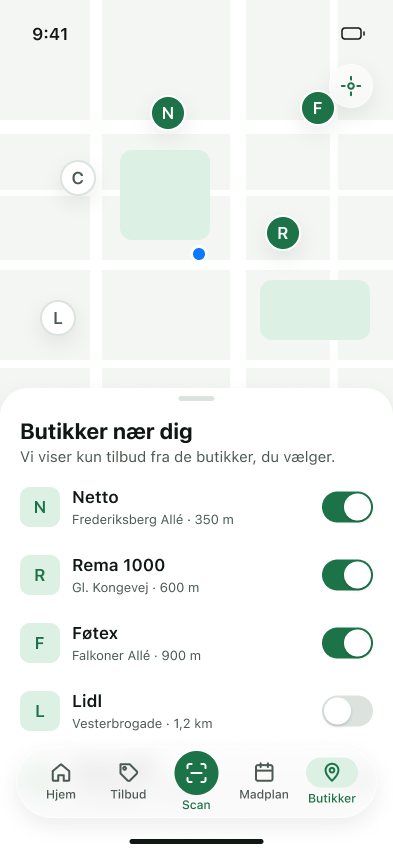 9:41
N
F
C
R
L
Butikker nær dig
Vi viser kun tilbud fra de butikker, du vælger.
N
Netto
Frederiksberg Allé · 350 m
R
Rema 1000
Gl. Kongevej · 600 m
F
Føtex
Falkoner Allé · 900 m
L
Lidl
Vesterbrogade · 1,2 km
Hjem
Tilbud
Scan
Madplan
Butikker